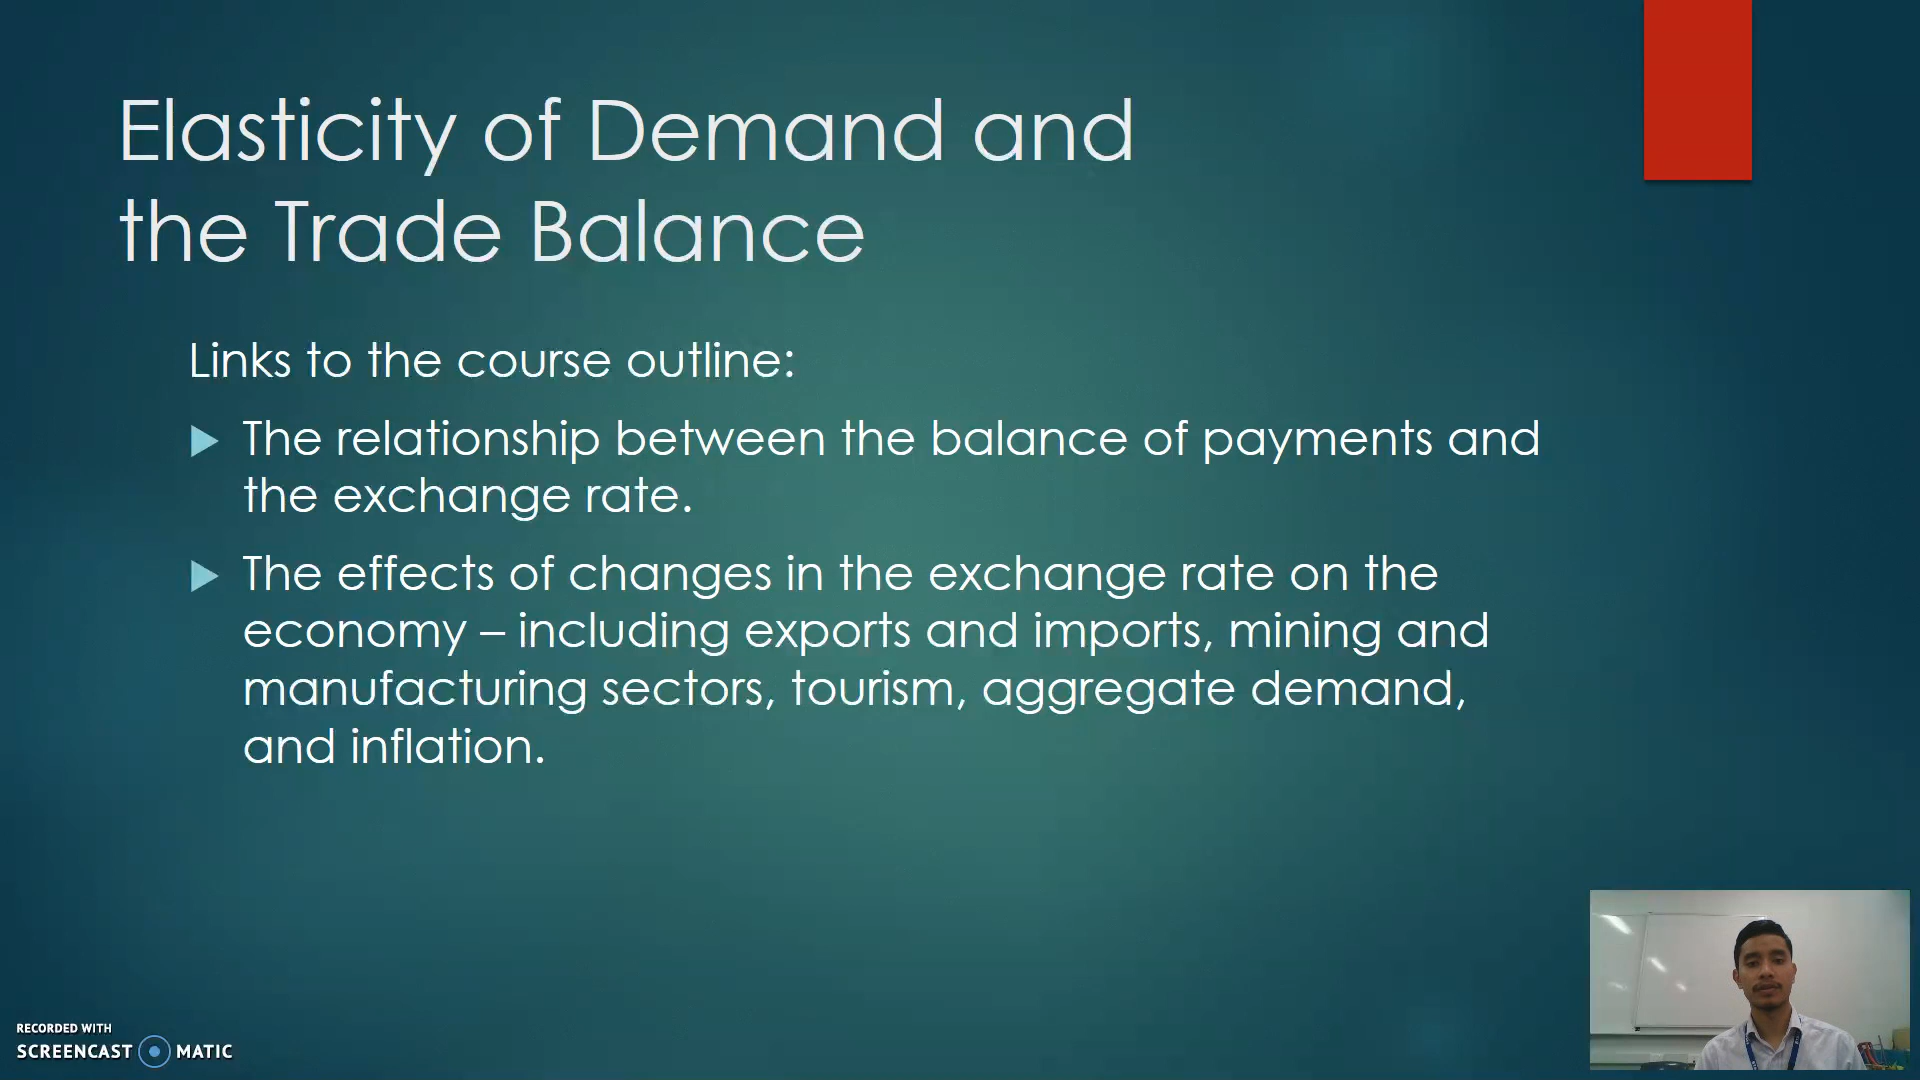 Elasticity of Demand and
the Trade Balance
Links to the course outline:
The relationship between the balance of payments and
the exchange rate.
The effects of changes in the exchange rate on the
economy – including exports and imports, mining and
manufacturing sectors, tourism, aggregate demand,
and inflation.
RECORDED WITH
SCREENCAST MATIC